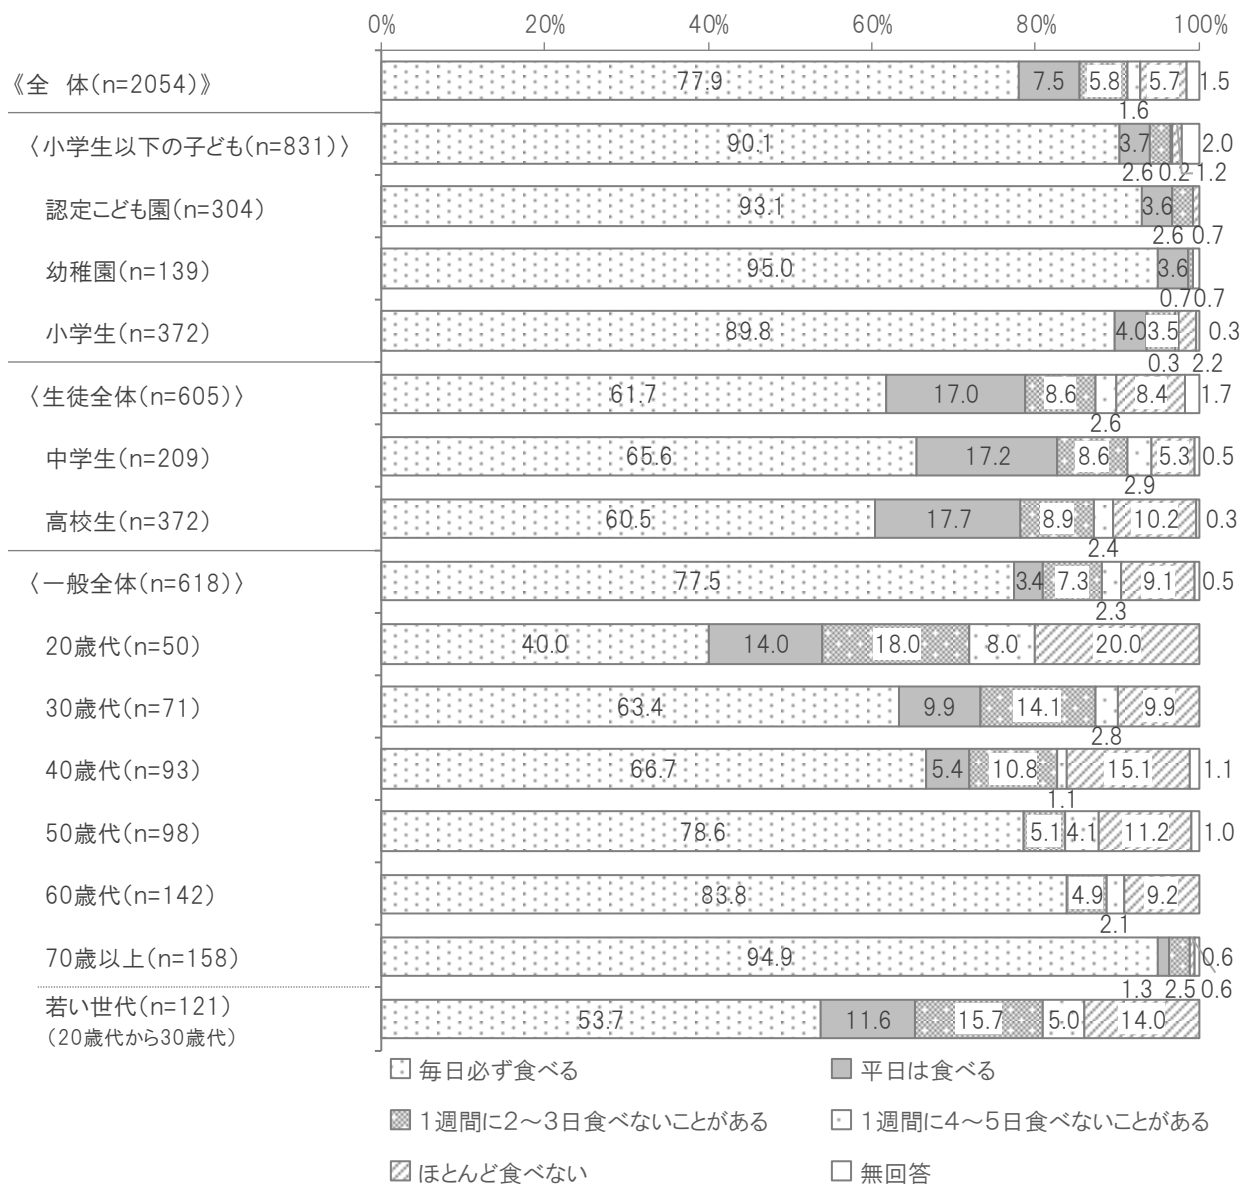 0% 20% 40% 60% 80% 100%
《全 体(n=2054)》 77.9 7.5 5.8 1.6 5.7 1.5
〈小学生以下の子ども(n=831)〉 90.1 3.7 2.6 0.2 1.2 2.0
認定こども園(n=304) 93.1 3.6 2.6 0.7
幼稚園(n=139) 95.0 3.6 0.7 0.7
小学生(n=372) 89.8 4.0 3.5 0.3 2.2 0.3
〈生徒全体(n=605)〉 61.7 17.0 8.6 2.6 8.4 1.7
中学生(n=209) 65.6 17.2 8.6 2.9 5.3 0.5
高校生(n=372) 60.5 17.7 8.9 2.4 10.2 0.3
〈一般全体(n=618)〉 77.5 3.4 7.3 2.3 9.1 0.5
20歳代(n=50) 40.0 14.0 18.0 8.0 20.0
30歳代(n=71) 63.4 9.9 14.1 2.8 9.9
40歳代(n=93) 66.7 5.4 10.8 1.1 15.1 1.1
50歳代(n=98) 78.6 5.1 4.1 11.2 1.0
60歳代(n=142) 83.8 4.9 2.1 9.2
70歳以上(n=158) 94.9 1.3 2.5 0.6 0.6
若い世代(n=121) 53.7 11.6 15.7 5.0 14.0
(20歳代から30歳代)
毎日必ず食べる 平日は食べる
1週間に2～3日食べないことがある 1週間に4～5日食べないことがある
ほとんど食べない 無回答